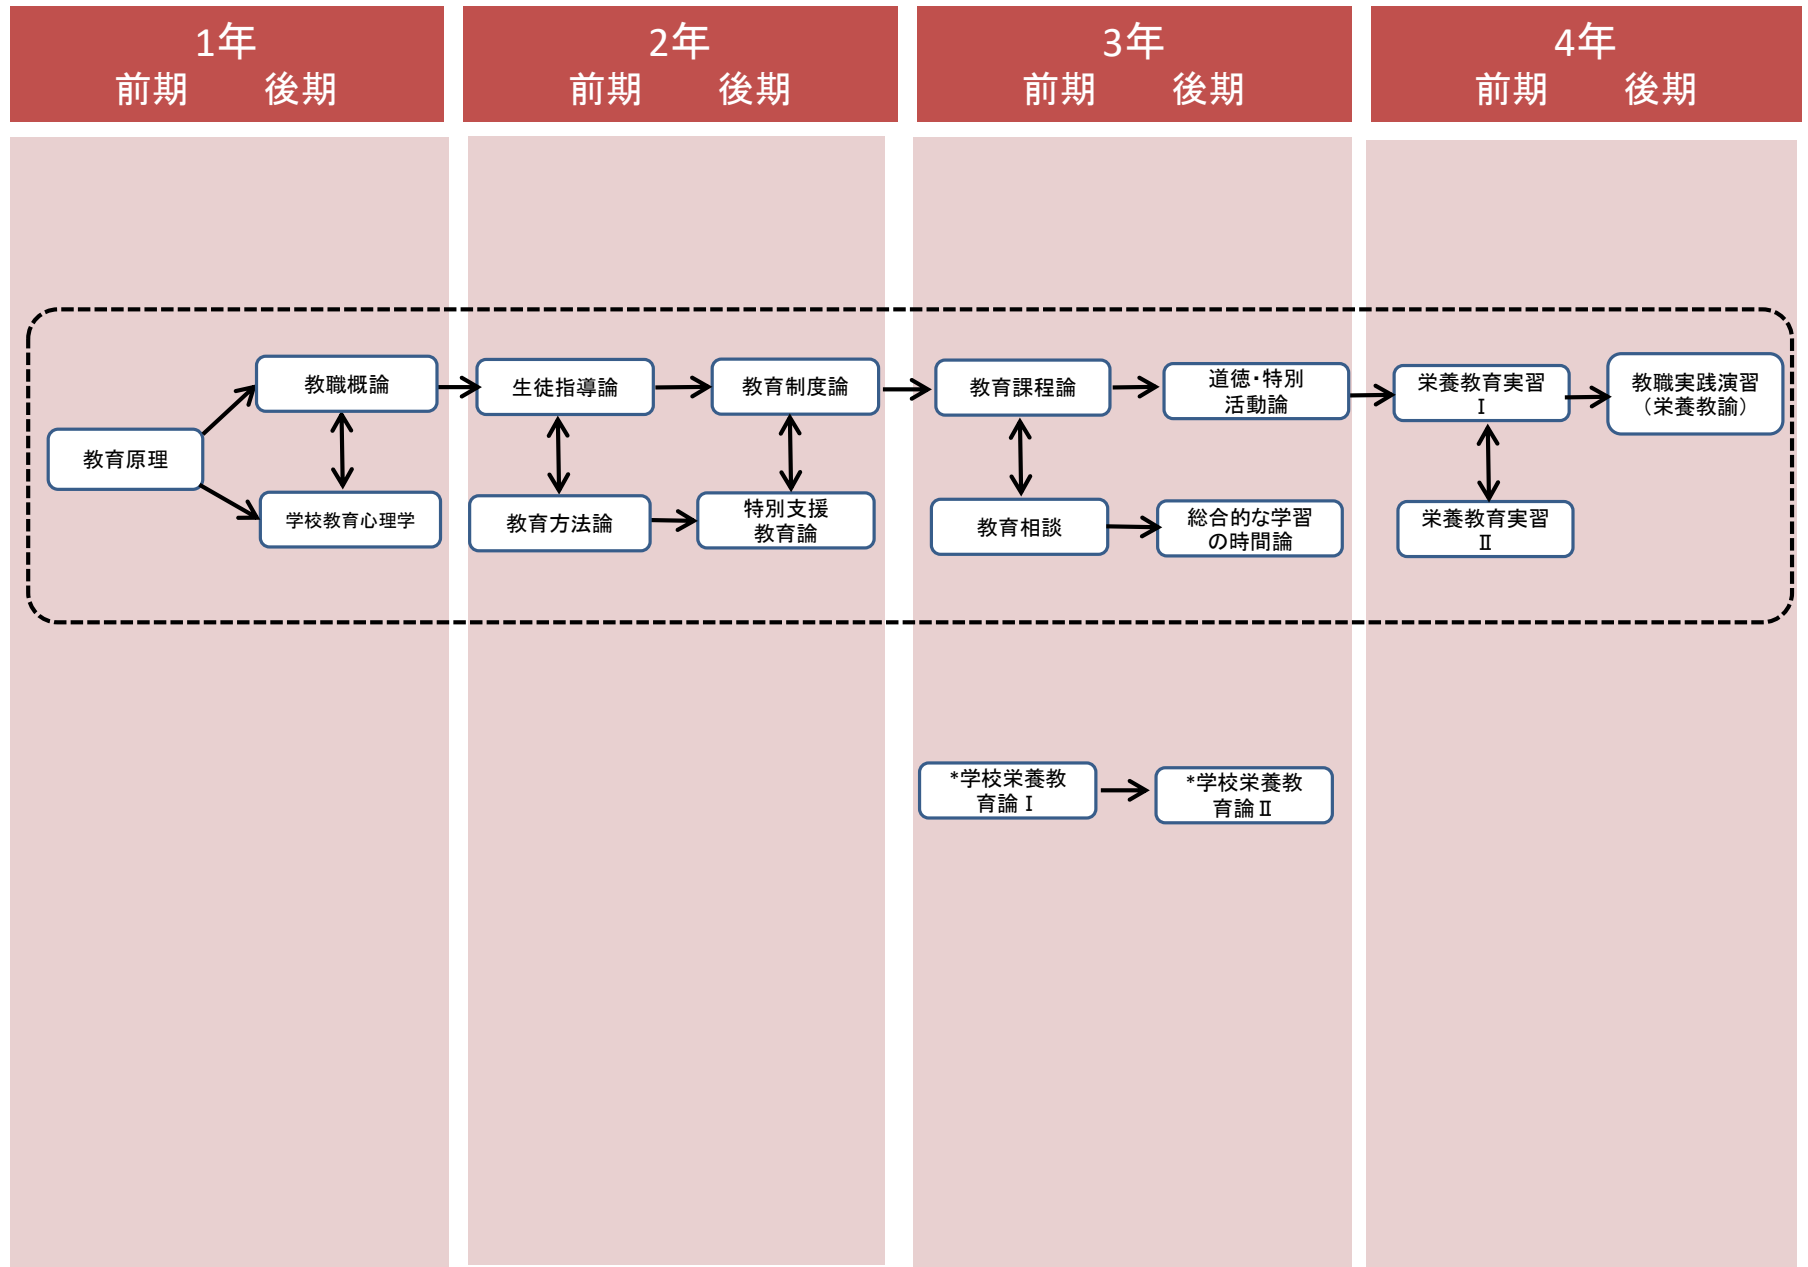 1年
前期 後期
2年
前期 後期
3年
前期 後期
4年
前期 後期
教育原理
教職概論
学校教育心理学
生徒指導論
教育方法論
教育制度論
特別支援
教育論
教育課程論
教育相談
道徳・特別
活動論
総合的な学習
の時間論
栄養教育実習
Ⅰ
栄養教育実習
Ⅱ
教職実践演習
（栄養教諭）
*学校栄養教
育論Ⅰ
*学校栄養教
育論Ⅱ